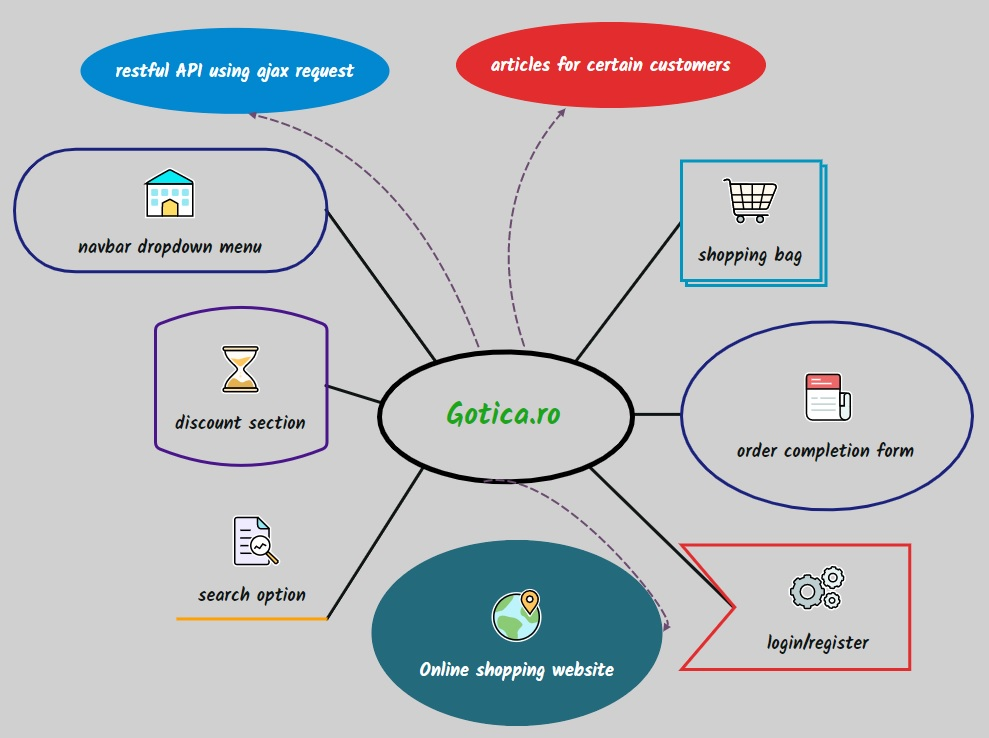 restful API using ajax request
articles for certain customers
navbar dropdown menu
shopping bag
discount section
Gotica.ro
order completion form
search option
Online shopping website
login/register